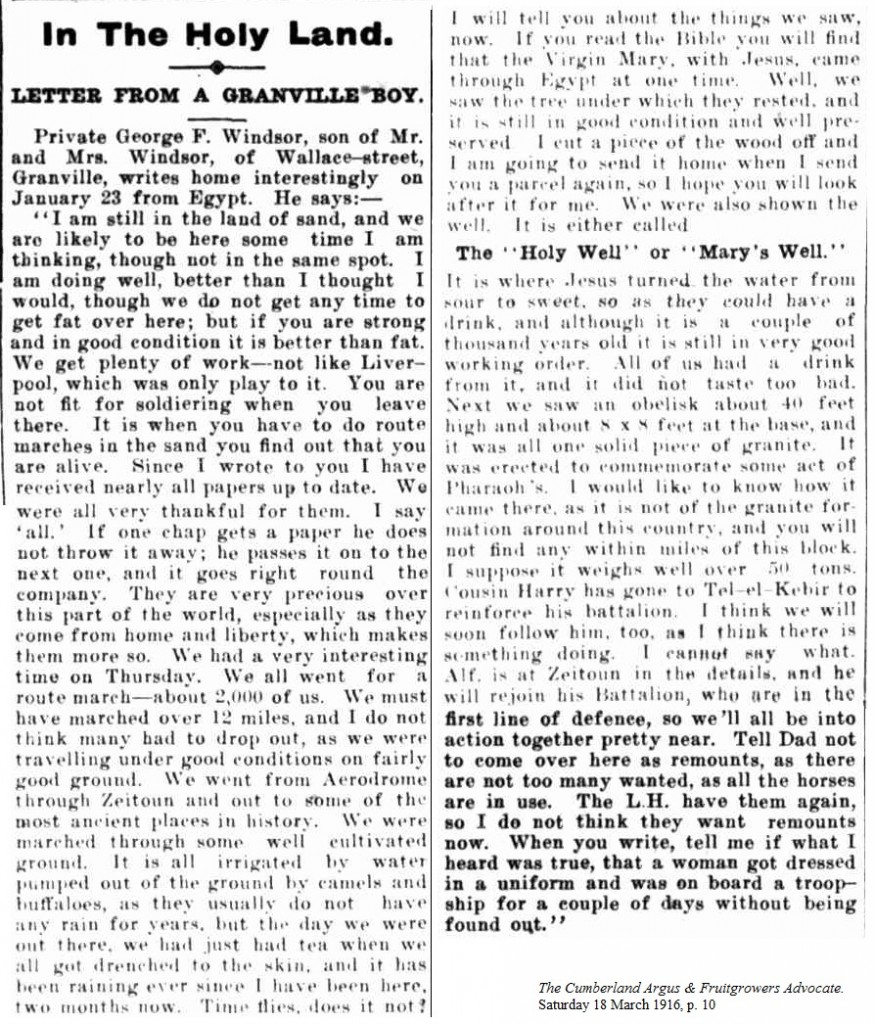 In The Holy Land.
LETTER FROM A GRANVILLE BOY.
Private George F. Windsor, son of Mr.
and Mrs. Windsor, of Wallace-street,
Granville, writes home interestingly on
January 23 from Egypt. He says:—
"I am still in the land of sand, and we
are likely to be here some time I am
thinking, though not in the same spot. I
am doing well, better than I thought I
would, though we do not get any time to
get fat over here; but if you are strong
and in good condition it is better than fat.
We get plenty of work—not like Liver-
pool, which was only play to it. You are
not fit for soldiering when you leave
there. It is when you have to do route
marches in the sand you find out that you
are alive. Since I wrote to you I have
received nearly all papers up to date. We
were all very thankful for them. I say
'all.' If one chap gets a paper he does
not throw it away; he passes it on to the
next one, and it goes right round the
company. They are very precious over
this part of the world, especially as they
come from home and liberty, which makes
them more so. We had a very interesting
time on Thursday. We all went for a
route march—about 2,000 of us. We must
have marched over 12 miles, and I do not
think many had to drop out, as we were
travelling under good conditions on fairly
good ground. We went from Aerodrome
through Zeitoun and out to some of the
most ancient places in history. We were
marched through some well cultivated
ground. It is all irrigated by water
pumped out of the ground by camels and
buffaloes, as they usually do not have
any rain for years, but the day we were
out there, we had just had tea when we
all got drenched to the skin, and it has
been raining ever since I have been here,
two months now. Time flies, does it not?
I will tell you about the things we saw,
now. If you read the Bible you will find
that the Virgin Mary, with Jesus, came
through Egypt at one time. Well, we
saw the tree under which they rested, and
it is still in good condition and well pre-
served I cut a piece of the wood off and
I am going to send it home when I send
you a parcel again, so I hope you will look
after it for me. We were also shown the
well. It is either called
The "Holy Well" or "Mary's Well."
It is where Jesus turned the water from
sour to sweet, so as they could have a
drink, and although it is a couple of
thousand years old it is still in very good
working order. All of us had a drink
from it, and it did not taste too bad.
Next we saw an obelisk about 40 feet
high and about 8 x 8 feet at the base, and
it was all one solid piece of granite. It
was erected to commemorate some act of
Pharaoh's. I would like to know how it
came there, as it is not of the granite for-
mation around this country, and you will
not find any within miles of this block.
I suppose it weighs well over 50 tons.
Cousin Harry has gone to Tel-el-Kebir to
reinforce his battalion. I think we will
soon follow him, too, as I think there is
something doing. I cannot say what.
Alf. is at Zeitoun in the details, and he
will rejoin his Battalion, who are in the
first line of defence, so we'll all be into
action together pretty near. Tell Dad not
to come over here as remounts, as there
are not too many wanted, as all the horses
are in use. The L.H. have them again,
so I do not think they want remounts
now. When you write, tell me if what I
heard was true, that a woman got dressed
in a uniform and was on board a troop-
ship for a couple of days without being
found out."
The Cumberland Argus & Fruitgrowers Advocate.
Saturday 18 March 1916, p. 10